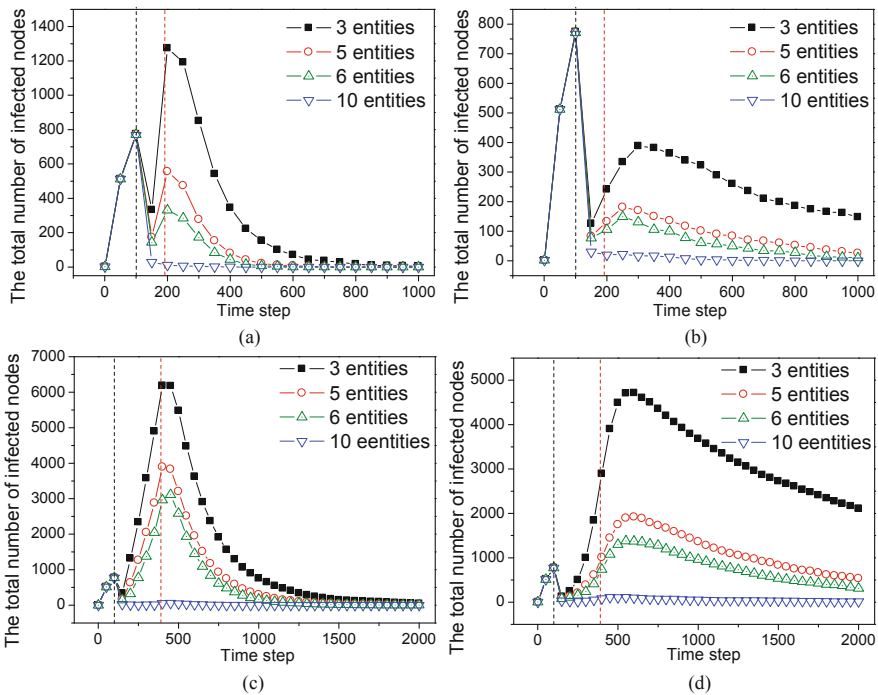 The total number of infected nodes
1400
1200
1000
800
600
400
200
0
0 200 400 600 800 1000
Time step
3 entities
5 entities
6 entities
10 entities
(a)
The total number of infected nodes
800
700
600
500
400
300
200
100
0
0 200 400 600 800 1000
Time step
3 entities
5 entities
6 entities
10 entities
(b)
The total number of infected nodes
7000
6000
5000
4000
3000
2000
1000
0
0 500 1000 1500 2000
Time step
3 entities
5 entities
6 entities
10 eentities
(c)
The total number of infected nodes
5000
4000
3000
2000
1000
0
0 500 1000 1500 2000
Time step
3 entities
5 entities
6 entities
10 eentities
(d)